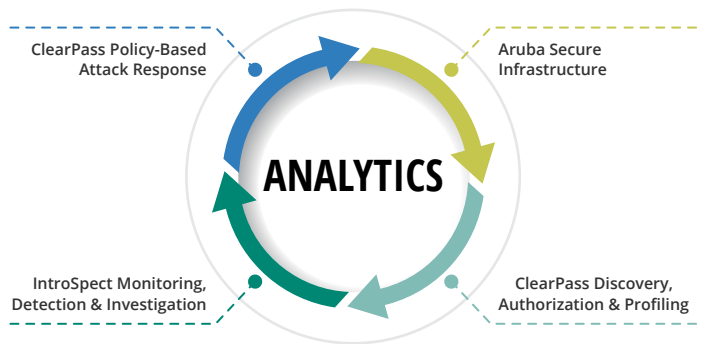 ClearPass Policy-Based
Attack Response
Aruba Secure
Infrastructure
ANALYTICS
IntroSpect Monitoring,
Detection & Investigation
ClearPass Discovery,
Authorization & Profiling